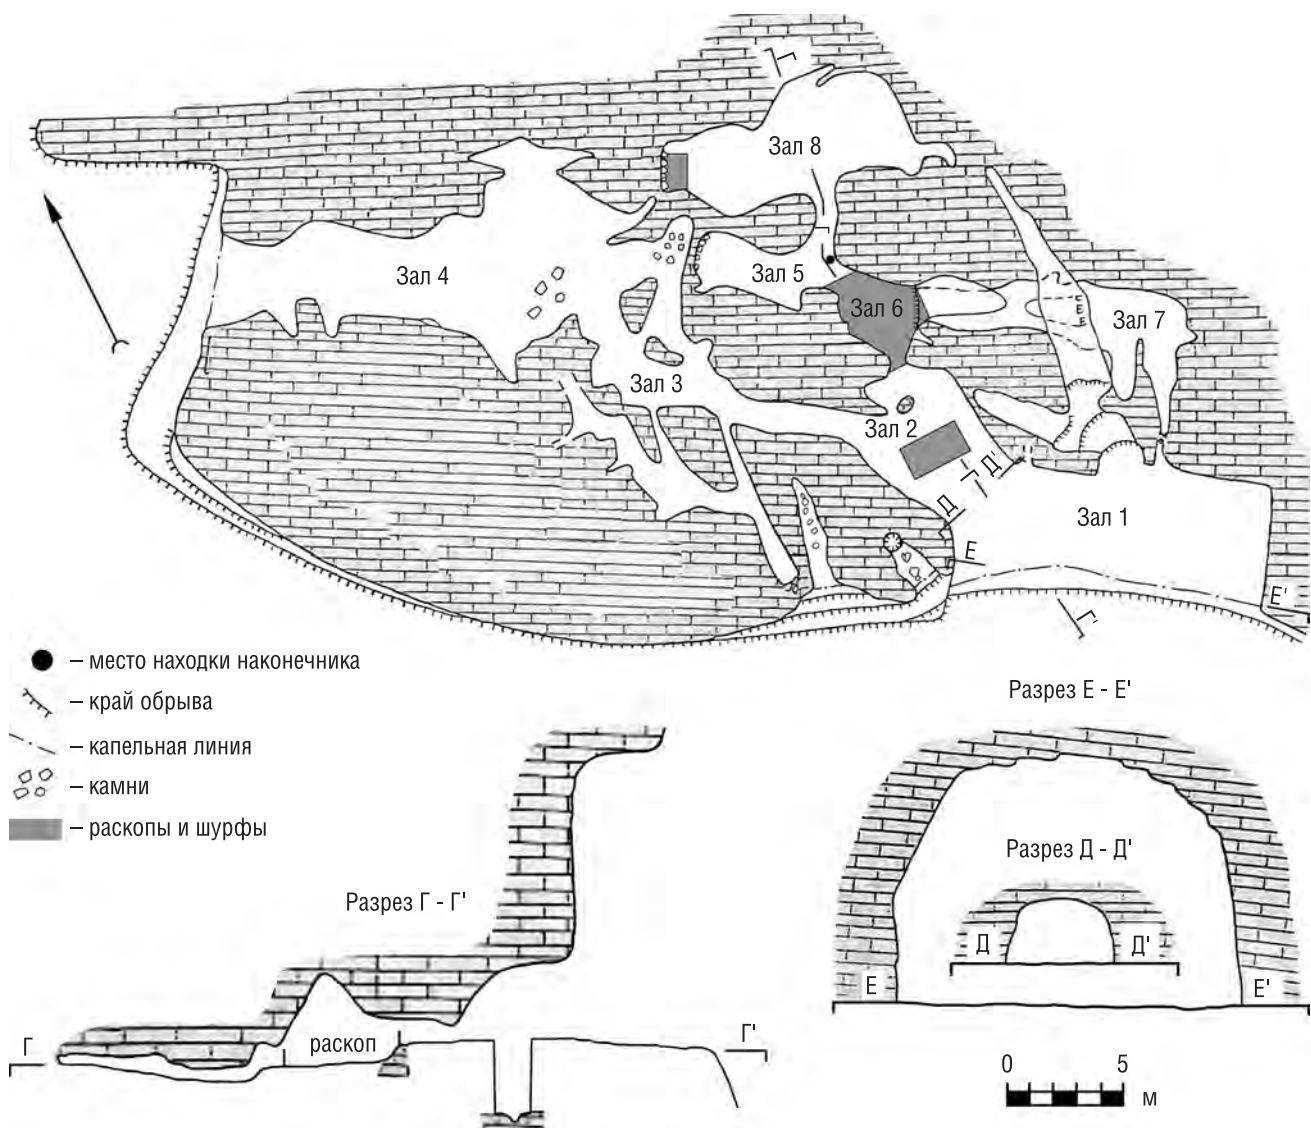 Г
Зал 8
Зал 4
Зал 5
Г
Зал 6
Зал 7
Зал 3
Зал 2
Д'
Д
Зал 1
Е
Е'
Г'
– место находки наконечника
– край обрыва
– капельная линия
– камни
– раскопы и шурфы
Разрез Е - Е'
Разрез Д - Д'
Разрез Г - Г'
Д
Д'
Е
Е'
Г
раскоп
Г'
0
5
м